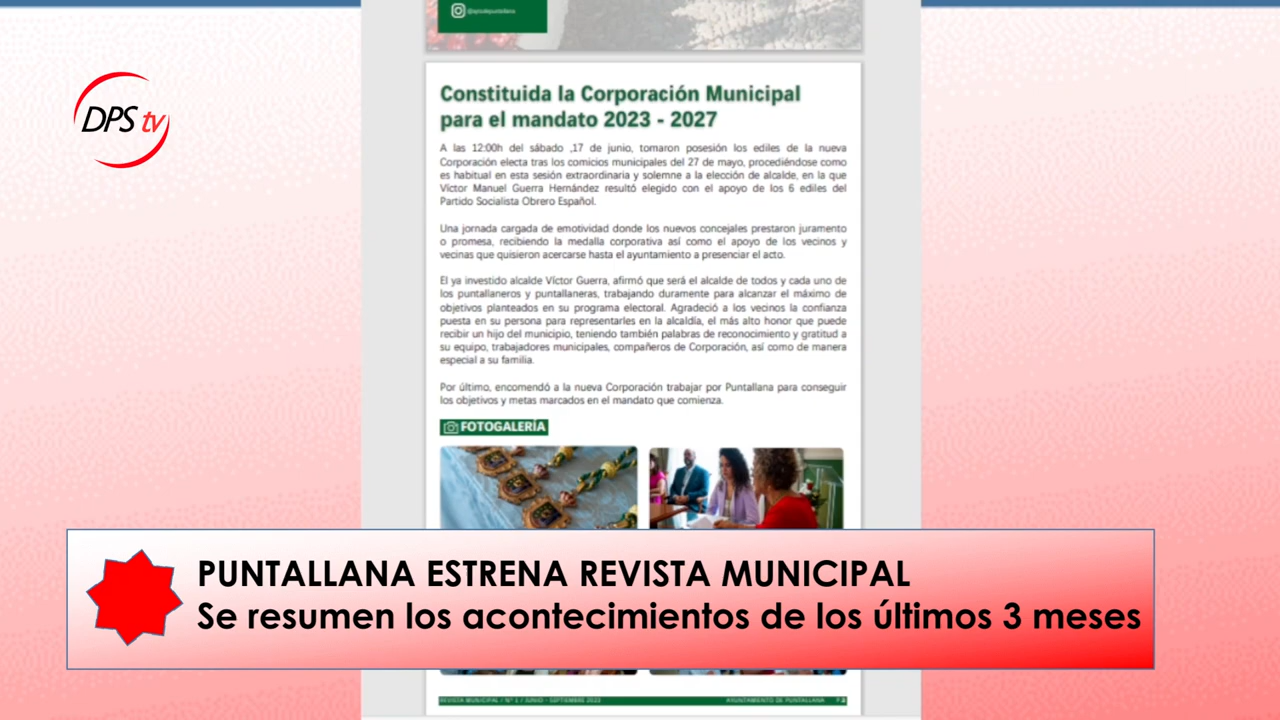 @aytodepuntallana
DPS tv
Constituida la Corporación Municipal
para el mandato 2023 - 2027
A las 12:00h del sábado ,17 de junio, tomaron posesión los ediles de la nueva
Corporación electa tras los comicios municipales del 27 de mayo, procediéndose como
es habitual en esta sesión extraordinaria y solemne a la elección de alcalde, en la que
Víctor Manuel Guerra Hernández resultó elegido con el apoyo de los 6 ediles del
Partido Socialista Obrero Español.
Una jornada cargada de emotividad donde los nuevos concejales prestaron juramento
o promesa, recibiendo la medalla corporativa así como el apoyo de los vecinos y
vecinas que quisieron acercarse hasta el ayuntamiento a presenciar el acto.
El ya investido alcalde Víctor Guerra, afirmó que será el alcalde de todos y cada uno de
los puntallaneros y puntallaneras, trabajando duramente para alcanzar el máximo de
objetivos planteados en su programa electoral. Agradeció a los vecinos la confianza
puesta en su persona para representarles en la alcaldía, el más alto honor que puede
recibir un hijo del municipio, teniendo también palabras de reconocimiento y gratitud a
su equipo, trabajadores municipales, compañeros de Corporación, así como de manera
especial a su familia.
Por último, encomendó a la nueva Corporación trabajar por Puntallana para conseguir
los objetivos y metas marcados en el mandato que comienza.
FOTOGALERÍA
PUNTALLANA ESTRENA REVISTA MUNICIPAL
Se resumen los acontecimientos de los últimos 3 meses
REVISTA MUNICIPAL / Nº 1 / JUNIO - SEPTIEMBRE 2023
AYUNTAMIENTO DE PUNTALLANA